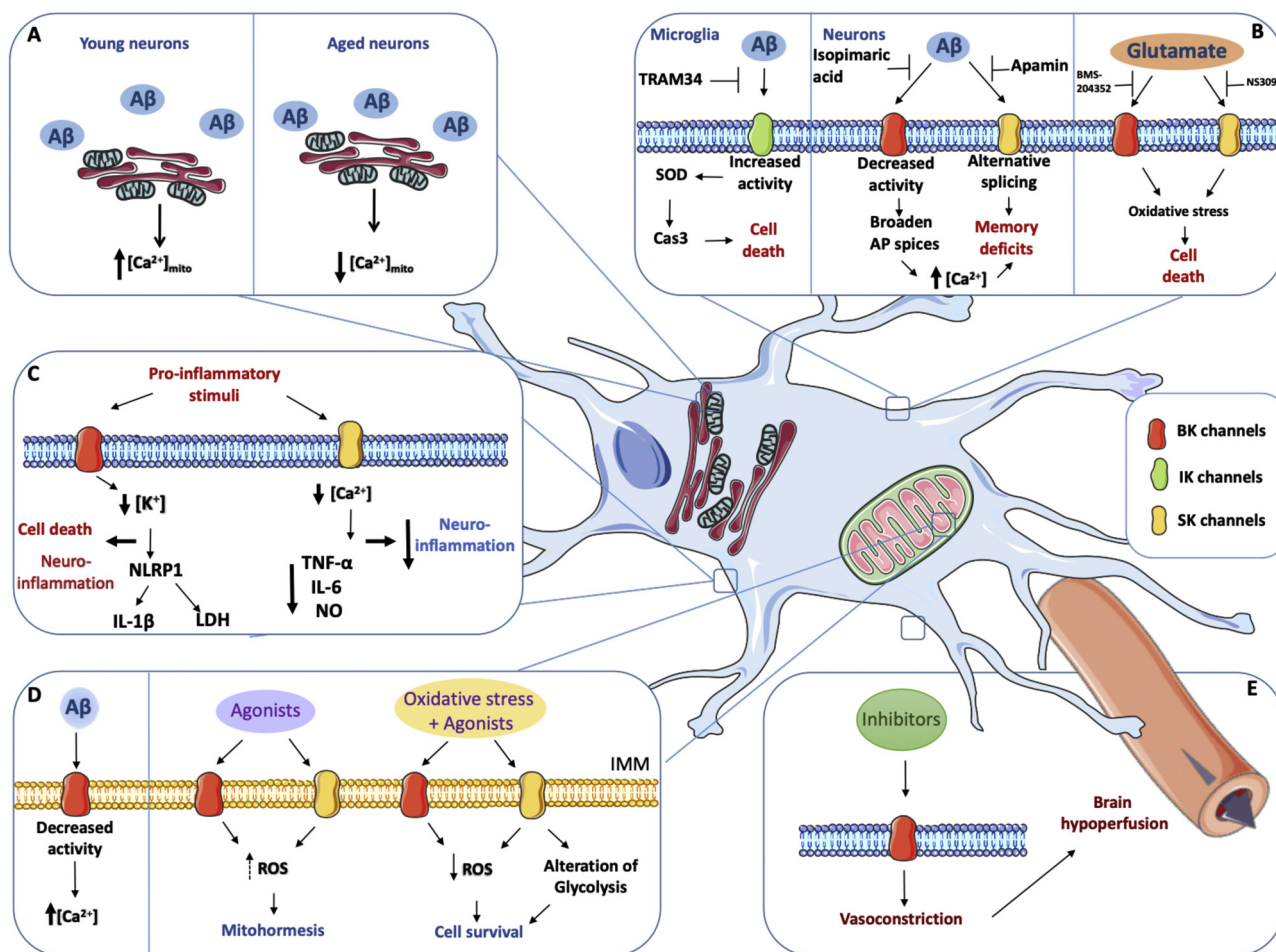 A
Young neurons
Aged neurons
Aβ
Aβ
Aβ
Aβ
Aβ
Aβ
[Ca²⁺]mito
[Ca²⁺]mito
B
Microglia
Aβ
TRAM34
Increased
activity
SOD
Cas3
Cell
death
Neurons
Isopimaric
acid
Aβ
Apamin
Decreased
activity
Alternative
splicing
Broaden
AP spices
Memory
deficits
[Ca²⁺]
Glutamate
BMS-
204352
NS309
Oxidative stress
Cell
death
C
Pro-inflammatory
stimuli
[K⁺]
Cell death
Neuro-
inflammation
NLRP1
IL-1β
LDH
[Ca²⁺]
TNF-α
IL-6
NO
Neuro-
inflammation
BK channels
IK channels
SK channels
D
Aβ
Decreased
activity
[Ca²⁺]
Agonists
ROS
Mitohormesis
Oxidative stress
+ Agonists
IMM
ROS
Alteration of
Glycolysis
Cell survival
E
Inhibitors
Vasoconstriction
Brain
hypoperfusion